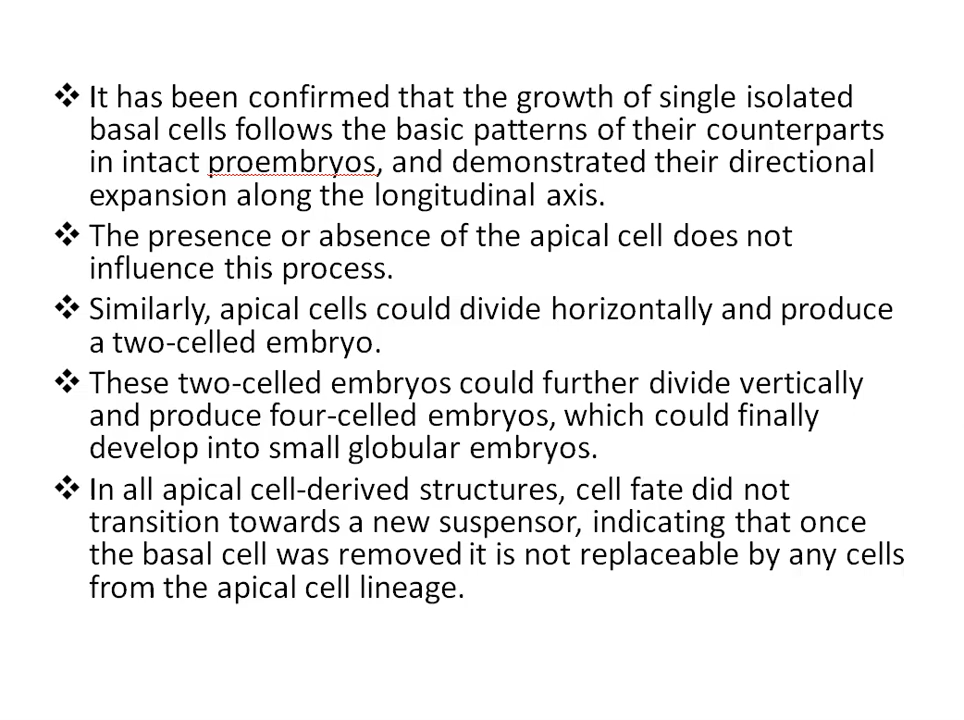 ❖ It has been confirmed that the growth of single isolated
basal cells follows the basic patterns of their counterparts
in intact proembryos, and demonstrated their directional
expansion along the longitudinal axis.
❖ The presence or absence of the apical cell does not
influence this process.
❖ Similarly, apical cells could divide horizontally and produce
a two-celled embryo.
❖ These two-celled embryos could further divide vertically
and produce four-celled embryos, which could finally
develop into small globular embryos.
❖ In all apical cell-derived structures, cell fate did not
transition towards a new suspensor, indicating that once
the basal cell was removed it is not replaceable by any cells
from the apical cell lineage.